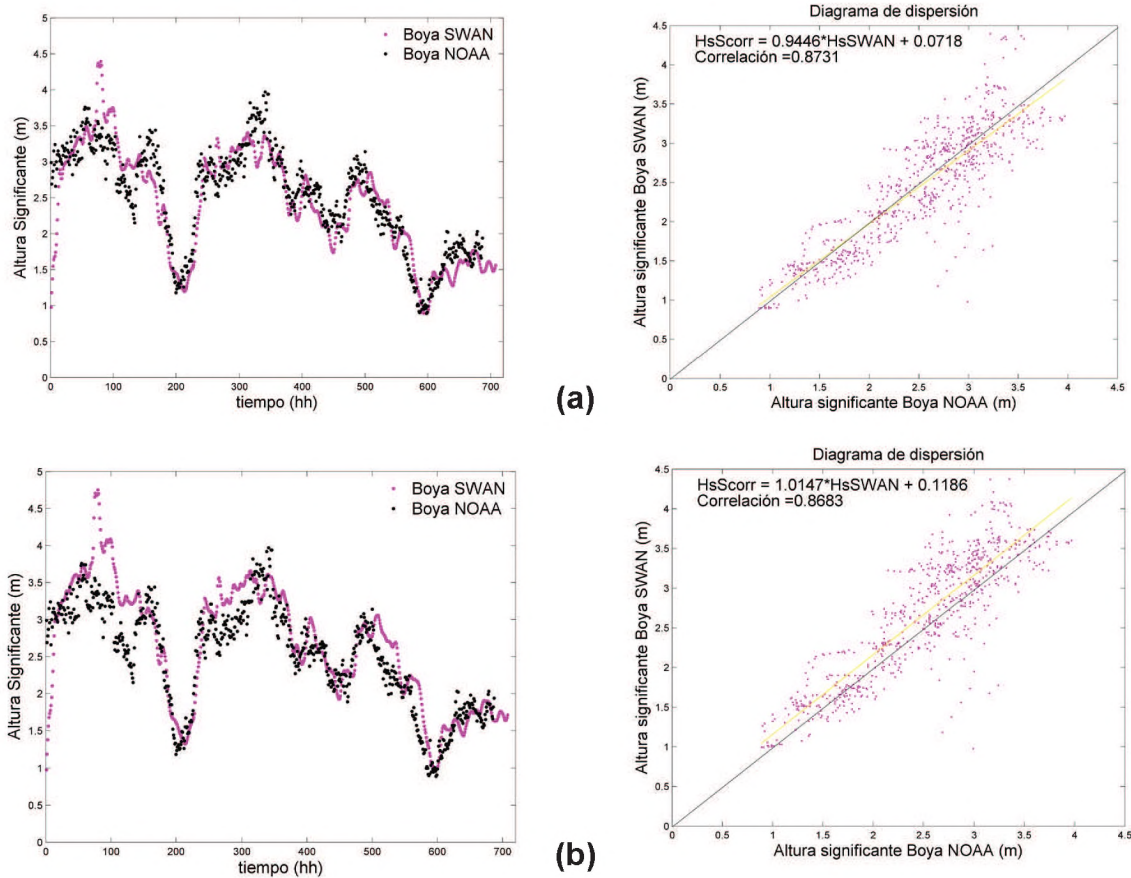 Boya SWAN
Boya NOAA
Altura Significante (m)
5
4.5
4
3.5
3
2.5
2
1.5
1
0.5
0
0 100 200 300 400 500 600 700
tiempo (hh)
Diagrama de dispersión
HsScorr = 0.9446*HsSWAN + 0.0718
Correlación =0.8731
Altura significante Boya SWAN (m)
4.5
4
3.5
3
2.5
2
1.5
1
0.5
0
0 0.5 1 1.5 2 2.5 3 3.5 4 4.5
Altura significante Boya NOAA (m)
(a)
Boya SWAN
Boya NOAA
Altura Significante (m)
5
4.5
4
3.5
3
2.5
2
1.5
1
0.5
0
0 100 200 300 400 500 600 700
tiempo (hh)
Diagrama de dispersión
HsScorr = 1.0147*HsSWAN + 0.1186
Correlación =0.8683
Altura significante Boya SWAN (m)
4.5
4
3.5
3
2.5
2
1.5
1
0.5
0
0 0.5 1 1.5 2 2.5 3 3.5 4 4.5
Altura significante Boya NOAA (m)
(b)